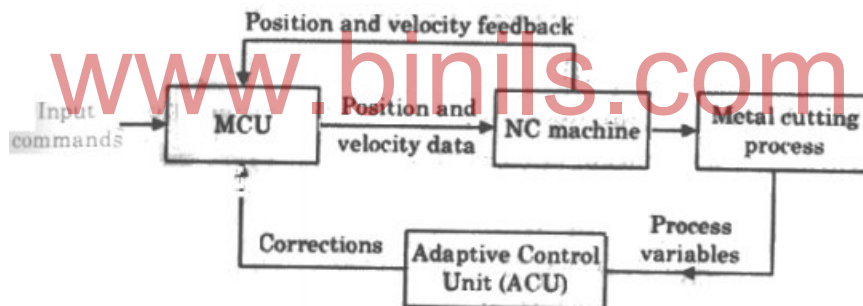 Position and velocity feedback
www.binils.com
Input
commands
MCU
Position and
velocity data
NC machine
Metal cutting
process
Corrections
Adaptive Control
Unit (ACU)
Process
variables